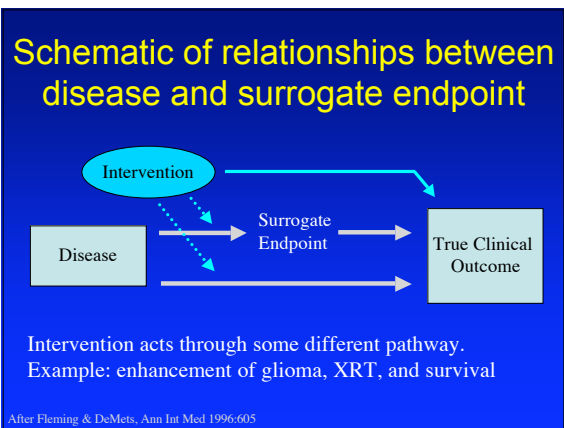 Schematic of relationships between
disease and surrogate endpoint
Intervention
Surrogate
Endpoint
Disease
True Clinical
Outcome
Intervention acts through some different pathway.
Example: enhancement of glioma, XRT, and survival
After Fleming & DeMets, Ann Int Med 1996:605